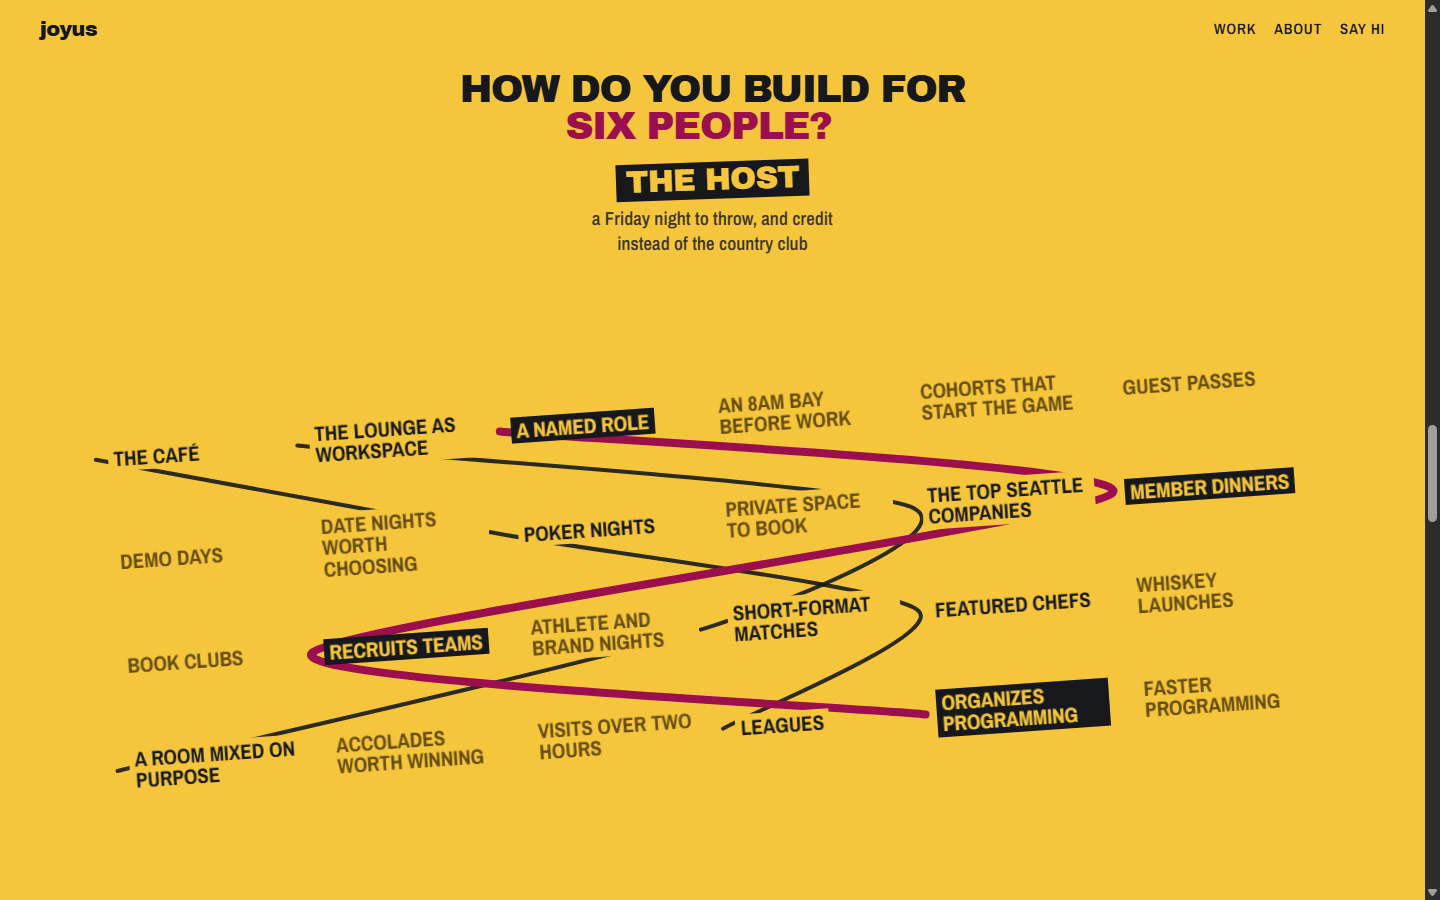 joyus
WORK ABOUT SAY HI
HOW DO YOU BUILD FOR
SIX PEOPLE?
THE HOST
a Friday night to throw, and credit
instead of the country club
THE CAFÉ
THE LOUNGE AS
WORKSPACE
A NAMED ROLE
AN 8AM BAY
BEFORE WORK
COHORTS THAT
START THE GAME
GUEST PASSES
DEMO DAYS
DATE NIGHTS
WORTH
CHOOSING
POKER NIGHTS
PRIVATE SPACE
TO BOOK
THE TOP SEATTLE
COMPANIES
MEMBER DINNERS
BOOK CLUBS
RECRUITS TEAMS
ATHLETE AND
BRAND NIGHTS
SHORT-FORMAT
MATCHES
FEATURED CHEFS
WHISKEY
LAUNCHES
A ROOM MIXED ON
PURPOSE
ACCOLADES
WORTH WINNING
VISITS OVER TWO
HOURS
LEAGUES
ORGANIZES
PROGRAMMING
FASTER
PROGRAMMING